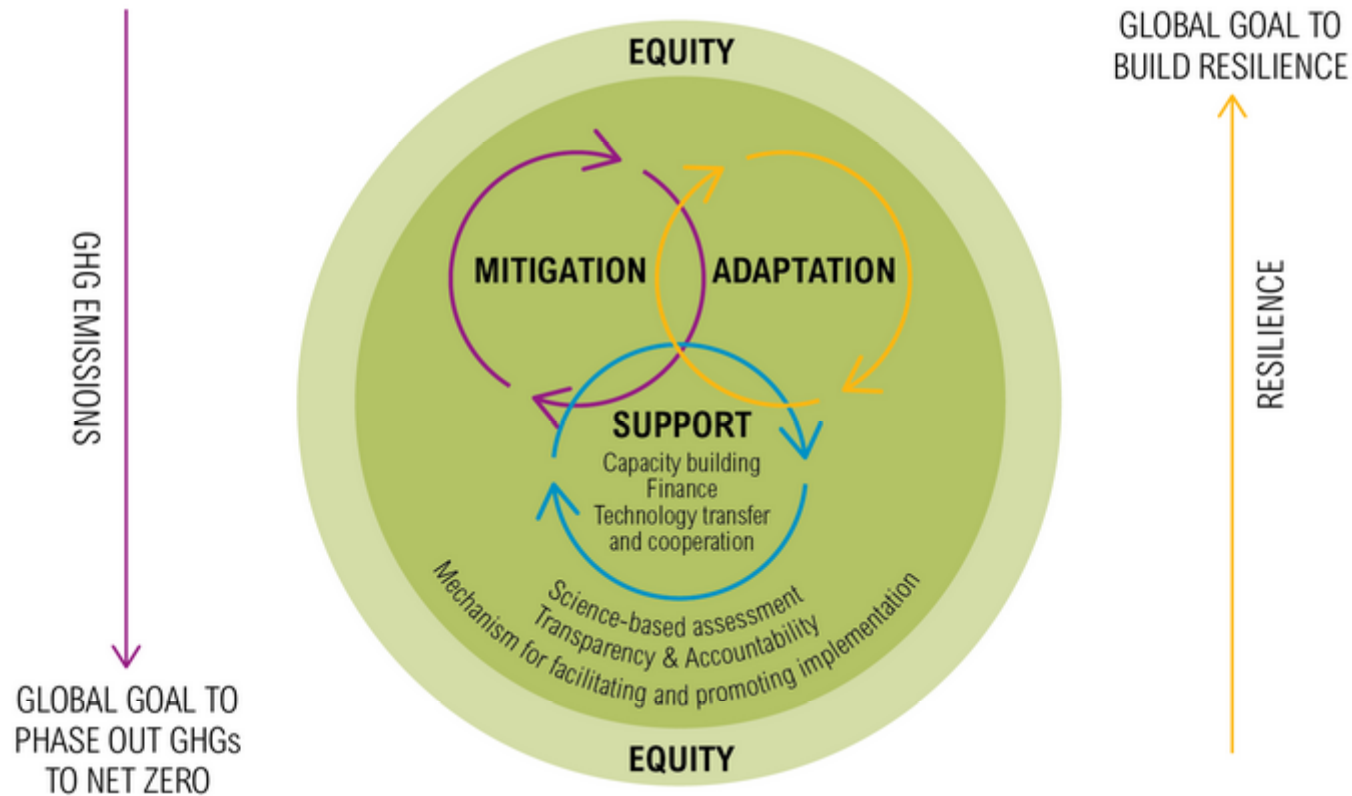 GLOBAL GOAL TO
BUILD RESILIENCE
EQUITY
GHG EMISSIONS
MITIGATION
ADAPTATION
RESILIENCE
SUPPORT
Capacity building
Finance
Technology transfer
and cooperation
Science-based assessment
Transparency & Accountability
Mechanism for facilitating and promoting implementation
GLOBAL GOAL TO
PHASE OUT GHGs
TO NET ZERO
EQUITY